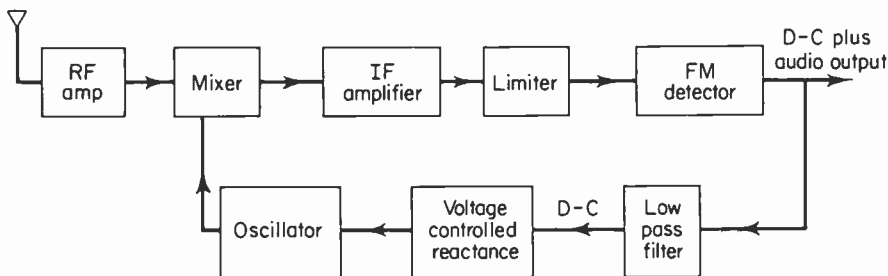 D-C plus
audio output
RF
amp
Mixer
IF
amplifier
Limiter
FM
detector
Oscillator
Voltage
controlled
reactance
D-C
Low
pass
filter